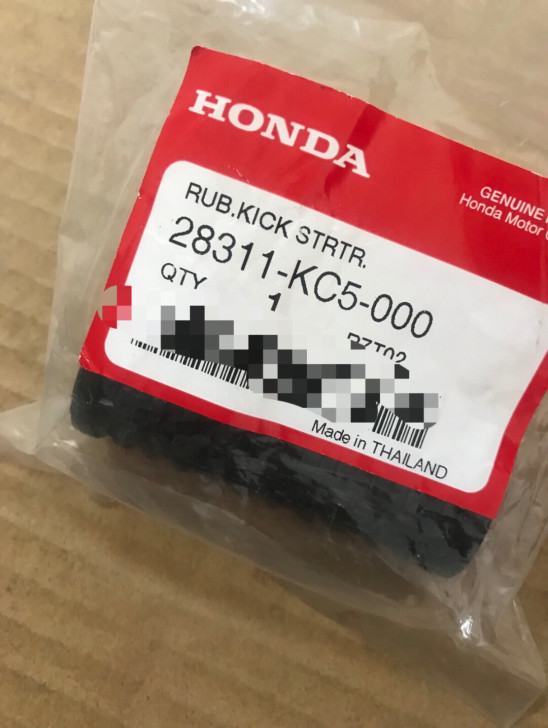 HONDA
GENUINE
Honda Motor
RUB.KICK STRTR.
28311-KC5-000
QTY 1
Made in THAILAND